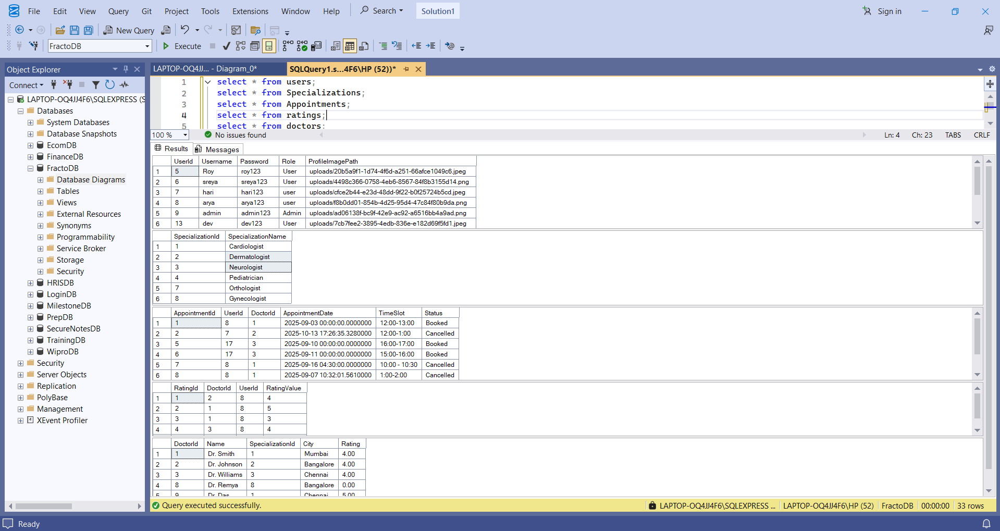 File Edit View Query Git Project Tools Extensions Window Help Search Solution1 Sign in
New Query
FractoDB Execute
Object Explorer
Connect
LAPTOP-OQ4JJ4F6\SQLEXPRESS (S
Databases
System Databases
Database Snapshots
EcomDB
FinanceDB
FractoDB
Database Diagrams
Tables
Views
External Resources
Synonyms
Programmability
Service Broker
Storage
Security
HRISDB
LoginDB
MilestoneDB
PrepDB
SecureNotesDB
TrainingDB
WiproDB
Security
Server Objects
Replication
PolyBase
Management
XEvent Profiler
LAPTOP-OQ4JJ... - Diagram_0* SQLQuery1.s...4F6\HP (52))*
1 select * from users;
2 select * from Specializations;
3 select * from Appointments;
4 select * from ratings;
5 select * from doctors;
100 % No issues found Ln: 4 Ch: 23 TABS CRLF
Results Messages
UserId Username Password Role ProfileImagePath
1 5 Roy roy123 User uploads/20b5a9f1-1d74-4f6d-a251-66afce1049c6.jpeg
2 6 sreya sreya123 User uploads/4498c366-0758-4eb6-8567-84f8b3155d14.png
3 7 hari hari123 user uploads/cfce2b44-e23d-48dd-9f22-b0f25724b5cd.jpeg
4 8 arya arya123 user uploads/f8b0dd01-854b-4d25-95d4-47c84f80b9da.png
5 9 admin admin123 Admin uploads/ad06138f-bc9f-42e9-ac92-a6516bb4a9ad.png
6 13 dev dev123 User uploads/7cb7fee2-3895-4edb-836e-e182d69f5fd1.jpeg
SpecializationId SpecializationName
1 1 Cardiologist
2 2 Dermatologist
3 3 Neurologist
4 4 Pediatrician
5 7 Orthologist
6 8 Gynecologist
AppointmentId UserId DoctorId AppointmentDate TimeSlot Status
1 1 8 1 2025-09-03 00:00:00.0000000 12:00-13:00 Booked
2 2 7 2 2025-10-13 17:26:35.3280000 12:00-1:00 Cancelled
3 5 17 3 2025-09-10 00:00:00.0000000 16:00-17:00 Booked
4 6 17 3 2025-09-11 00:00:00.0000000 15:00-16:00 Booked
5 7 8 1 2025-09-16 04:30:00.0000000 10:00 - 10:30 Cancelled
6 8 8 1 2025-09-07 10:32:01.5610000 1:00-2:00 Cancelled
RatingId DoctorId UserId RatingValue
1 1 2 8 4
2 2 1 8 5
3 3 1 8 3
4 4 3 8 4
DoctorId Name SpecializationId City Rating
1 1 Dr. Smith 1 Mumbai 4.00
2 2 Dr. Johnson 2 Bangalore 4.00
3 3 Dr. Williams 3 Chennai 4.00
4 8 Dr. Remya 8 Bangalore 0.00
5 9 Dr. Das 1 Chennai 5.00
Query executed successfully. LAPTOP-OQ4JJ4F6\SQLEXPRESS ... LAPTOP-OQ4JJ4F6\HP (52) FractoDB 00:00:00 33 rows
Ready